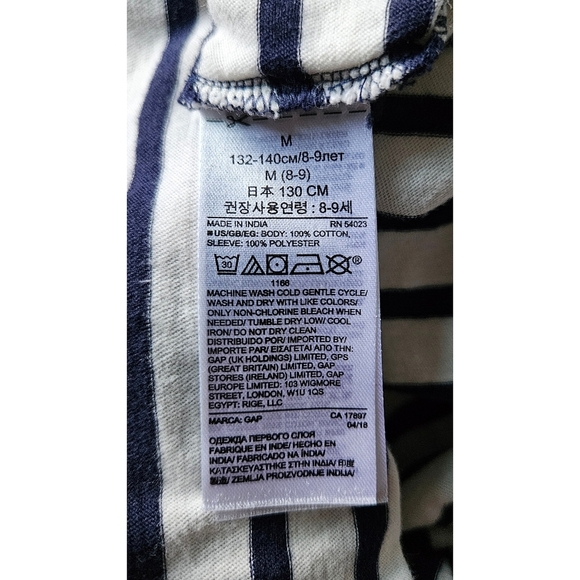 M
132-140см/8-9лет
M (8-9)
日本 130 CM
권장사용연령 : 8-9세
MADE IN INDIA RN 54023
US/GB/EG: BODY: 100% COTTON,
SLEEVE: 100% POLYESTER
30
1166
MACHINE WASH COLD GENTLE CYCLE/
WASH AND DRY WITH LIKE COLORS/
ONLY NON-CHLORINE BLEACH WHEN
NEEDED/ TUMBLE DRY LOW/ COOL
IRON/ DO NOT DRY CLEAN
DISTRIBUIDO POR/ IMPORTED BY/
IMPORTE PAR/ ΕΙΣΑΓΕΤΑΙ ΑΠΟ ΤΗΝ:
GAP (UK HOLDINGS) LIMITED, GPS
(GREAT BRITAIN) LIMITED, GAP
STORES (IRELAND) LIMITED, GAP
EUROPE LIMITED: 103 WIGMORE
STREET, LONDON, W1U 1QS
EGYPT: RIGE, LLC
MARCA: GAP CA 17897
04/18
ОДЕЖДА ПЕРВОГО СЛОЯ
FABRIQUE EN INDE/ HECHO EN
INDIA/ FABRICADO NA ÍNDIA/
ΚΑΤΑΣΚΕΥΑΣΤΗΚΕ ΣΤΗΝ ΙΝΔΙΑ/ 印度
製/ ZEMLJA PROIZVODNJE INDIJA/